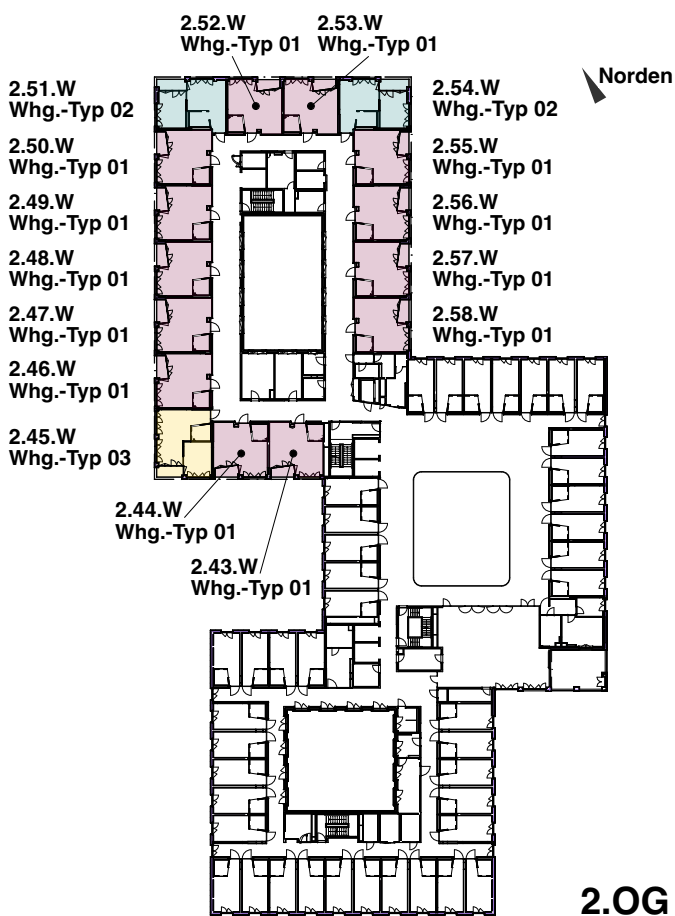 2.52.W
Whg.-Typ 01
2.53.W
Whg.-Typ 01
Norden
2.51.W
Whg.-Typ 02
2.54.W
Whg.-Typ 02
2.50.W
Whg.-Typ 01
2.55.W
Whg.-Typ 01
2.49.W
Whg.-Typ 01
2.56.W
Whg.-Typ 01
2.48.W
Whg.-Typ 01
2.57.W
Whg.-Typ 01
2.47.W
Whg.-Typ 01
2.58.W
Whg.-Typ 01
2.46.W
Whg.-Typ 01
2.45.W
Whg.-Typ 03
2.44.W
Whg.-Typ 01
2.43.W
Whg.-Typ 01
2.OG